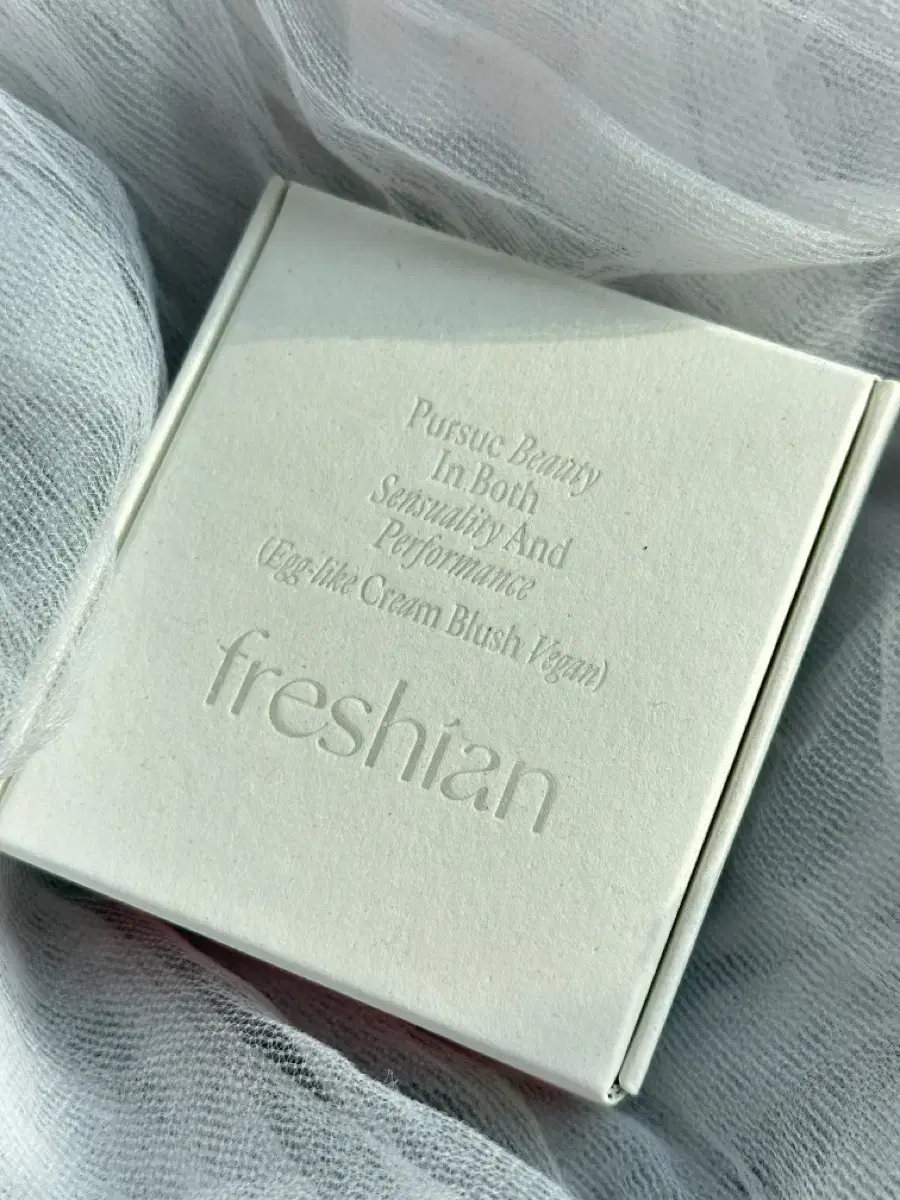 Pursue Beauty
In Both
Sensuality And
Performance
(Egg-like Cream Blush Vegan)
freshian